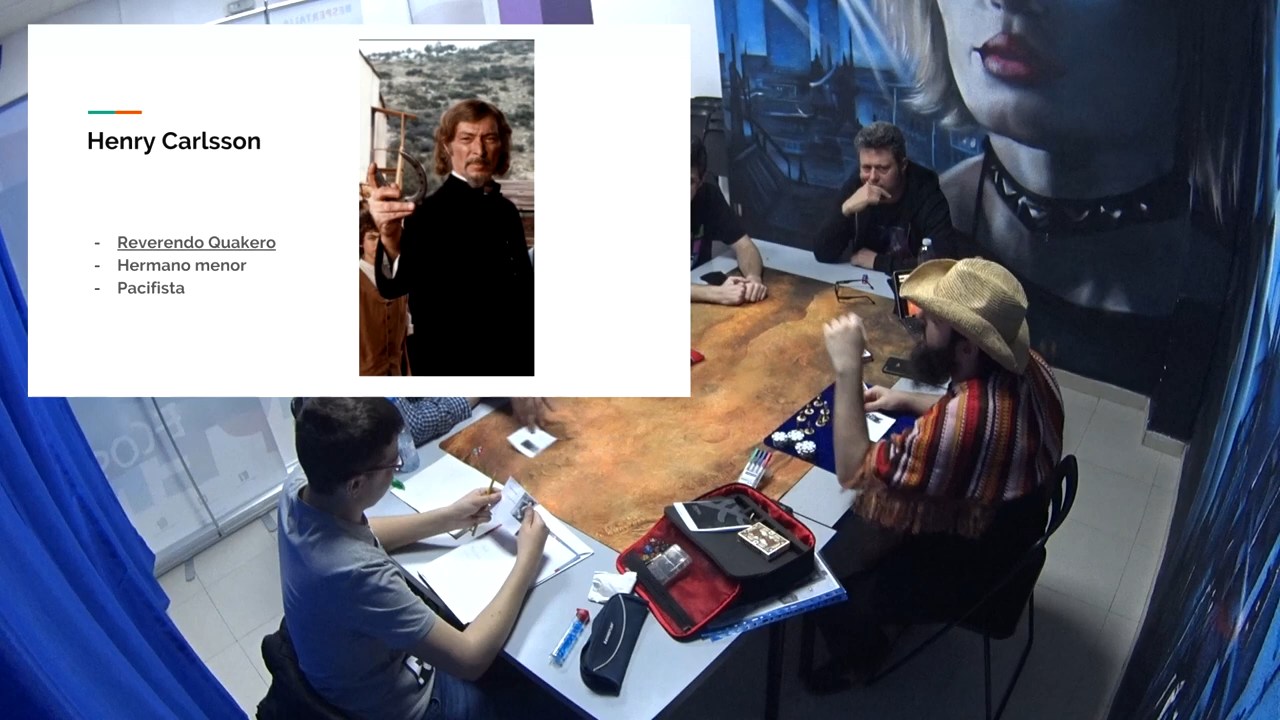 Henry Carlsson
- Reverendo Quakero
- Hermano menor
- Pacifista